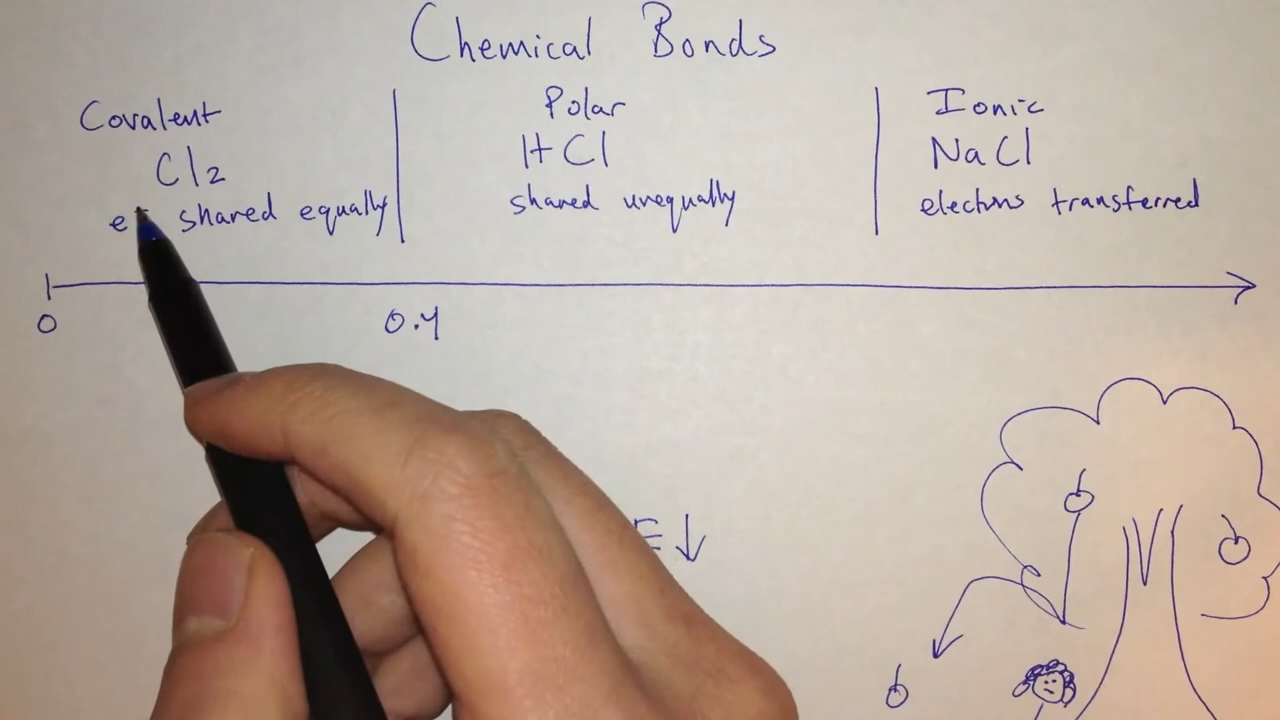 Chemical Bonds
Covalent
Cl2
e- shared equally
Polar
HCl
shared unequally
Ionic
NaCl
electrons transferred
0
0.4
E ↓